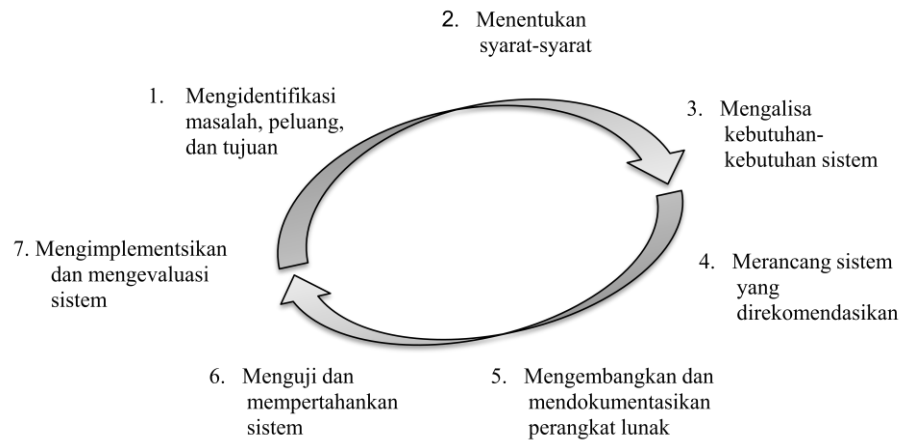 1. Mengidentifikasi
masalah, peluang,
dan tujuan
2. Menentukan
syarat-syarat
3. Mengalisa
kebutuhan-
kebutuhan sistem
4. Merancang sistem
yang
direkomendasikan
5. Mengembangkan dan
mendokumentasikan
perangkat lunak
6. Menguji dan
mempertahankan
sistem
7. Mengimplementsikan
dan mengevaluasi
sistem